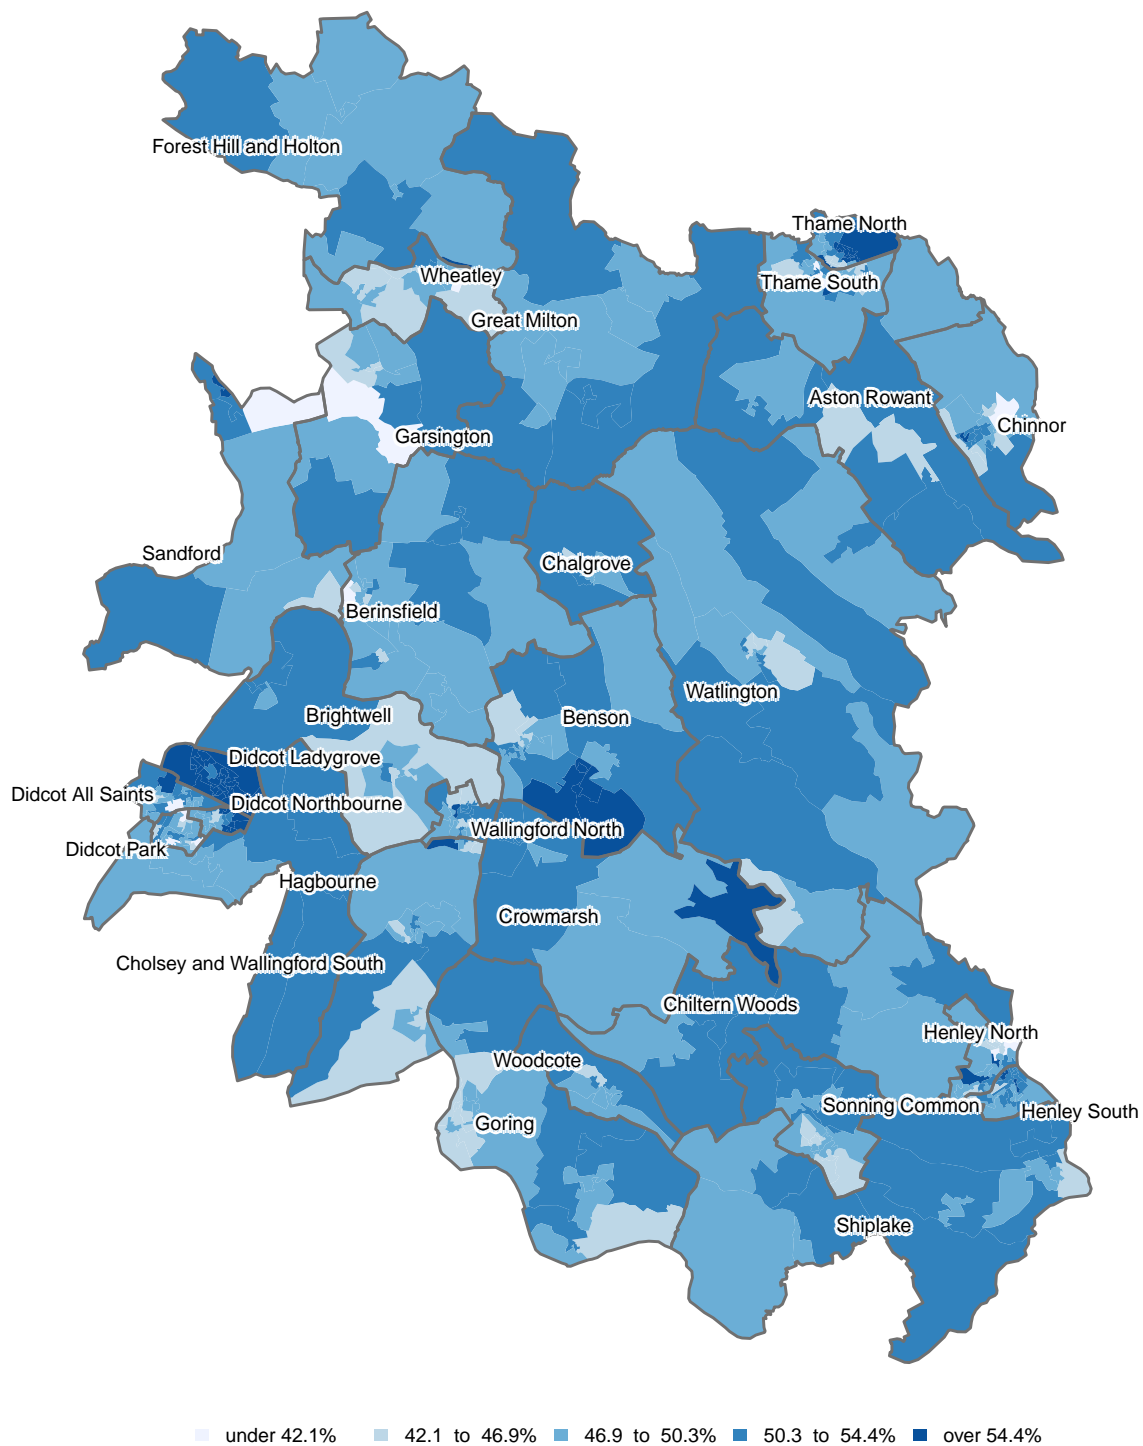 Forest Hill and Holton
Thame North
Wheatley
Thame South
Great Milton
Aston Rowant
Chinnor
Garsington
Sandford
Chalgrove
Berinsfield
Watlington
Brightwell
Benson
Didcot Ladygrove
Didcot All Saints
Didcot Northbourne
Wallingford North
Didcot Park
Hagbourne
Crowmarsh
Cholsey and Wallingford South
Chiltern Woods
Henley North
Woodcote
Sonning Common
Henley South
Goring
Shiplake
under 42.1% 42.1 to 46.9% 46.9 to 50.3% 50.3 to 54.4% over 54.4%